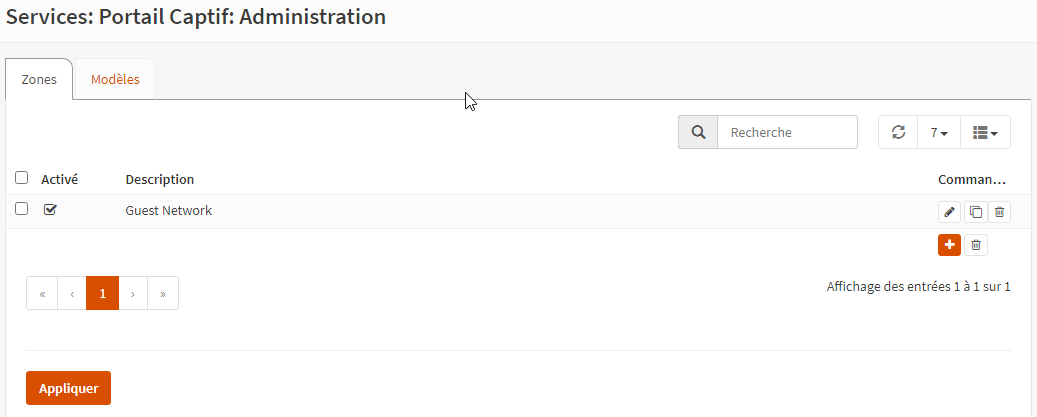 Services: Portail Captif: Administration
Zones Modèles
Recherche 7
Activé Description Comman...
Guest Network
« ‹ 1 › » Affichage des entrées 1 à 1 sur 1
Appliquer